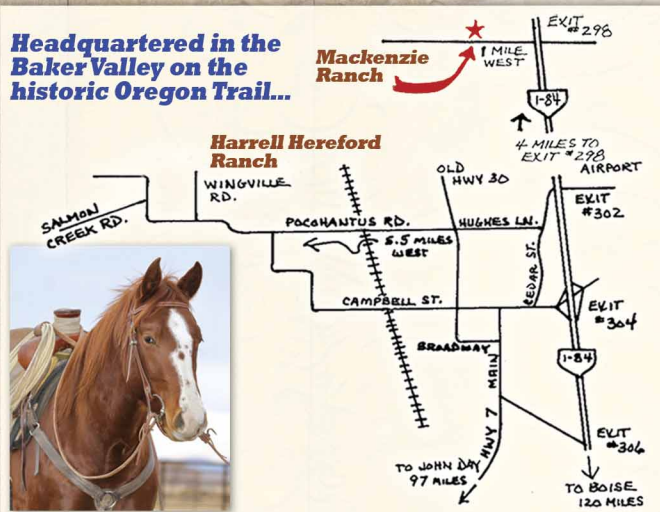 Headquartered in the
Baker Valley on the
historic Oregon Trail...
Mackenzie
Ranch
EXIT
#298
1 MILE
WEST
I-84
4 MILES TO
EXIT #298
Harrell Hereford
Ranch
AIRPORT
OLD
HWY 30
WINGVILLE
RD.
EXIT
#302
SALMON
CREEK RD.
POCOHANTUS RD.
HUGHES LN.
5.5 MILES
WEST
CEDAR ST.
CAMPBELL ST.
EXIT
#304
BROADWAY
MAIN
I-84
HWY 7
EXIT
#306
TO JOHN DAY
97 MILES
TO BOISE
120 MILES